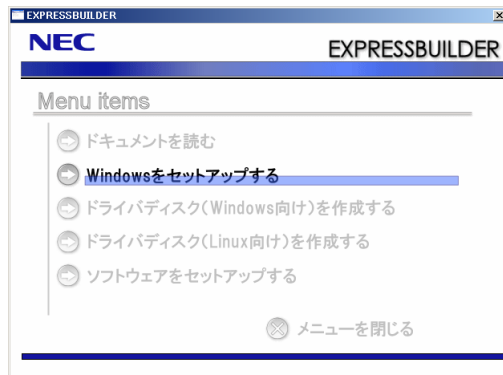 EXPRESSBUILDER
NEC
EXPRESSBUILDER
Menu items
ドキュメントを読む
Windowsをセットアップする
ドライバディスク(Windows向け)を作成する
ドライバディスク(Linux向け)を作成する
ソフトウェアをセットアップする
メニューを閉じる